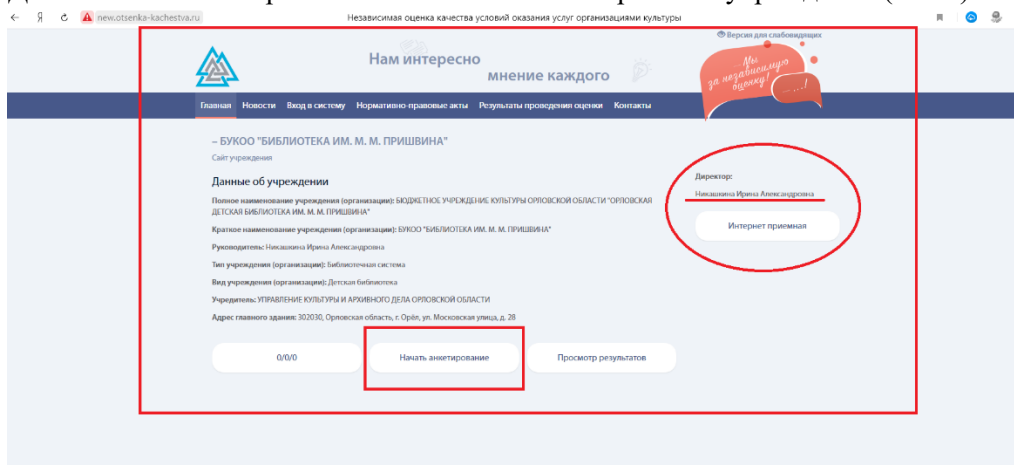 new.otsenka-kachestva.ru
Независимая оценка качества условий оказания услуг организациями культуры
Версия для слабовидящих
Нам интересно
мнение каждого
... Мы
за независимую
оценку!
....!
Главная Новости Вход в систему Нормативно-правовые акты Результаты проведения оценки Контакты
– БУКОО "БИБЛИОТЕКА ИМ. М. М. ПРИШВИНА"
Сайт учреждения
Данные об учреждении
Полное наименование учреждения (организации): БЮДЖЕТНОЕ УЧРЕЖДЕНИЕ КУЛЬТУРЫ ОРЛОВСКОЙ ОБЛАСТИ "ОРЛОВСКАЯ
ДЕТСКАЯ БИБЛИОТЕКА ИМ. М. М. ПРИШВИНА"
Краткое наименование учреждения (организации): БУКОО "БИБЛИОТЕКА ИМ. М. М. ПРИШВИНА"
Руководитель: Никашкина Ирина Александровна
Тип учреждения (организации): Библиотечная система
Вид учреждения (организации): Детская библиотека
Учредитель: УПРАВЛЕНИЕ КУЛЬТУРЫ И АРХИВНОГО ДЕЛА ОРЛОВСКОЙ ОБЛАСТИ
Адрес главного здания: 302030, Орловская область, г. Орёл, ул. Московская улица, д. 28
Директор:
Никашкина Ирина Александровна
Интернет приемная
0/0/0 Начать анкетирование Просмотр результатов